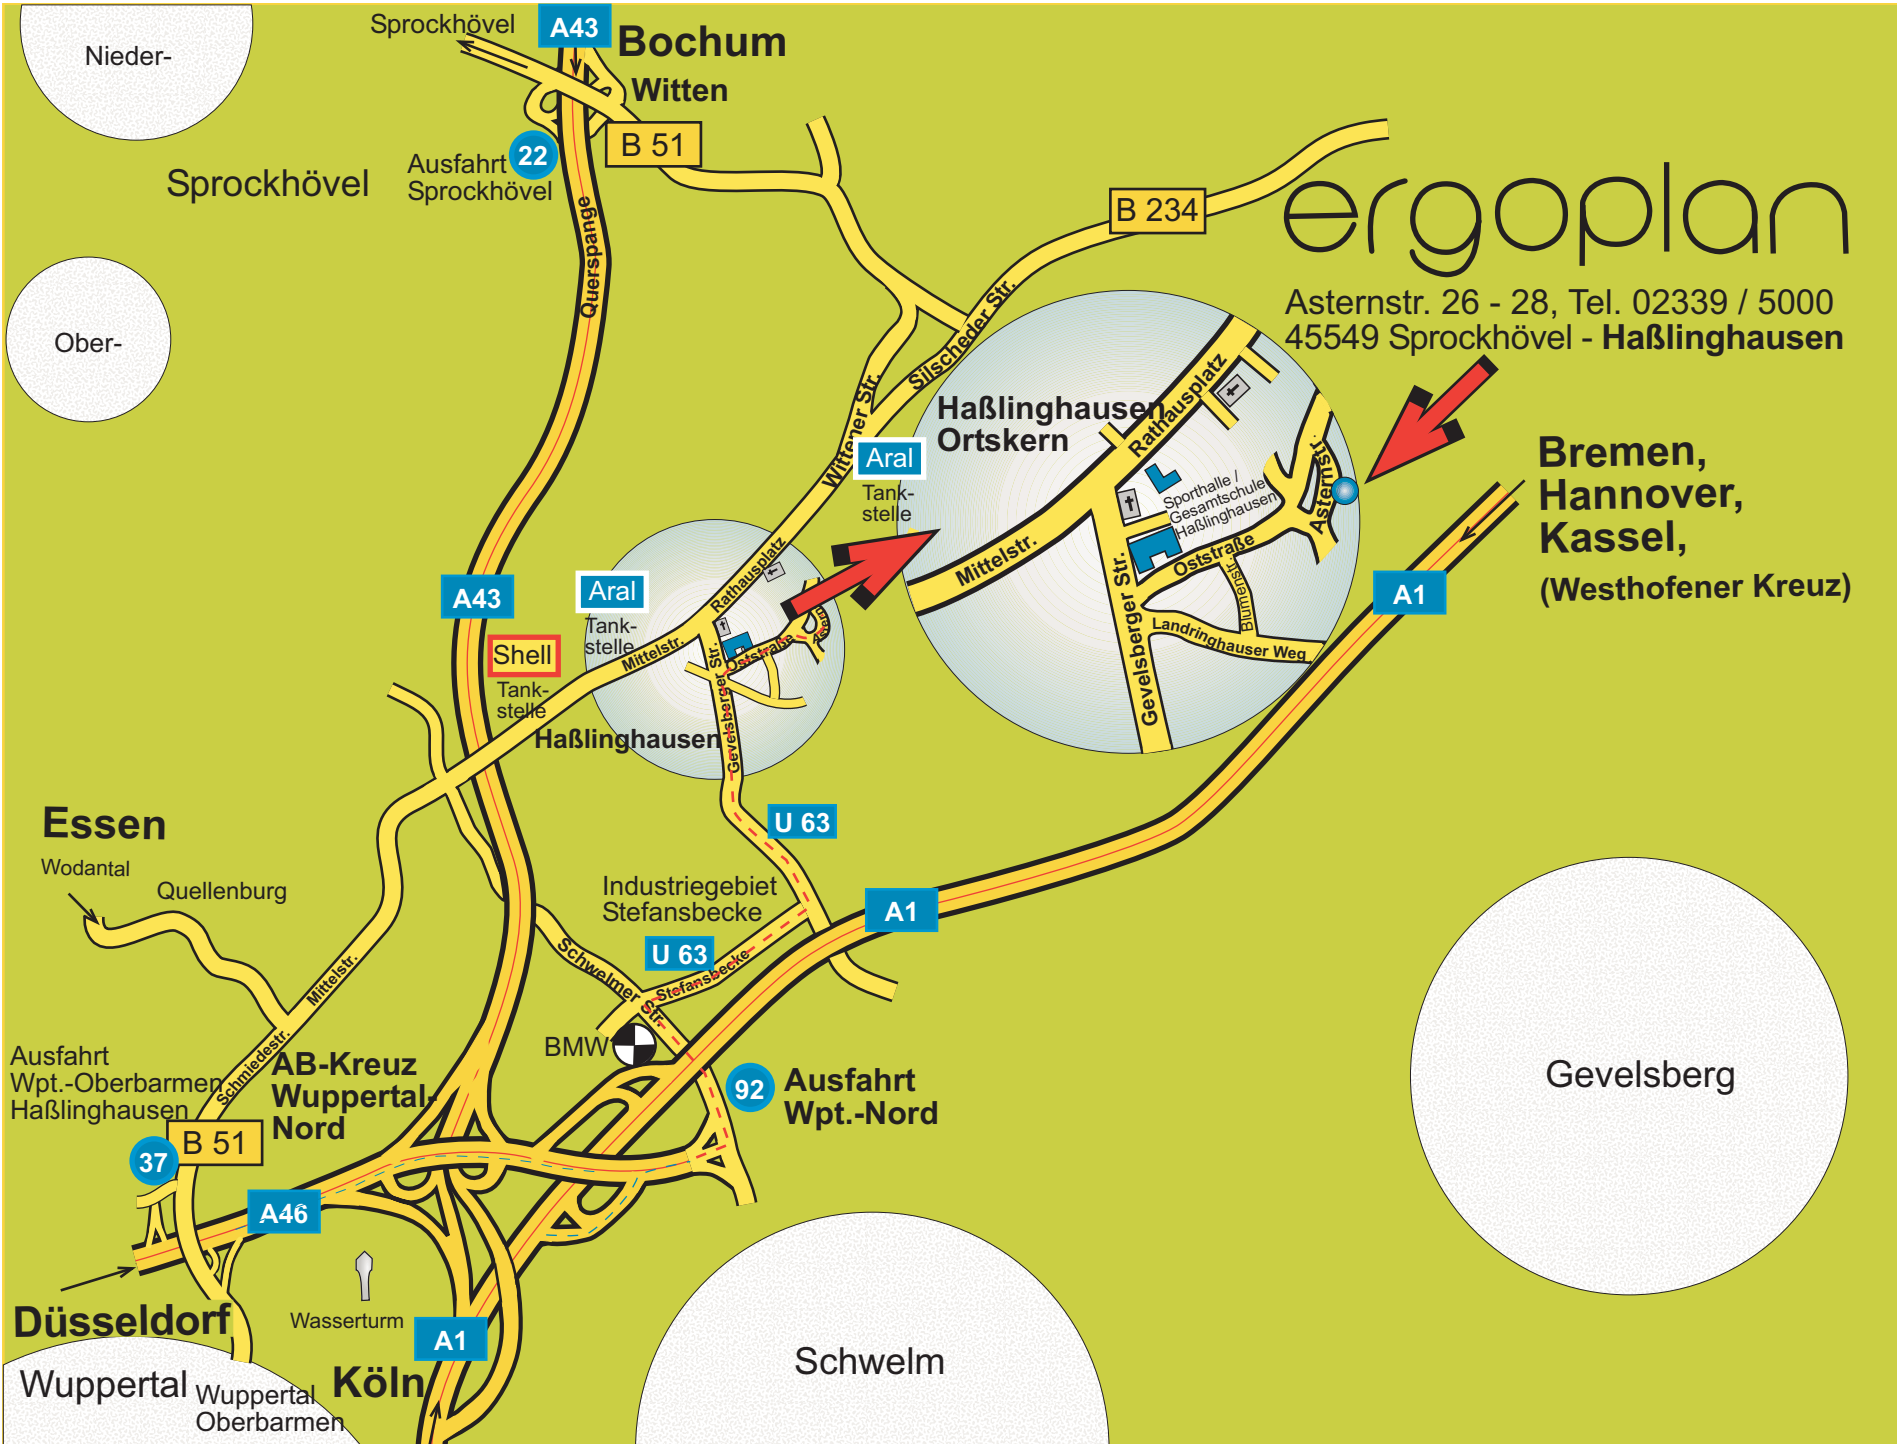 Nieder-
Sprockhövel
A43
Bochum
Witten
B 51
Ausfahrt
Sprockhövel
22
Sprockhövel
Querspange
B 234
ergoplan
Asternstr. 26 - 28, Tel. 02339 / 5000
45549 Sprockhövel - Haßlinghausen
Ober-
Silscheder Str.
Wittener Str.
Haßlinghausen
Ortskern
Rathausplatz
Aral
Tank-
stelle
Sporthalle /
Gesamtschule
Haßlinghausen
Asternstr.
Mittelstr.
Oststraße
Blumenstr.
Gevelsberger Str.
Landringhauser Weg
Bremen,
Hannover,
Kassel,
(Westhofener Kreuz)
A1
A43
Aral
Tank-
stelle
Shell
Tank-
stelle
Rathausplatz
Mittelstr.
Oststraße
Astern
Gevelsberger Str.
Haßlinghausen
U 63
Essen
Wodantal
Quellenburg
Industriegebiet
Stefansbecke
A1
U 63
Stefansbecke
Schwelmer Str.
Mittelstr.
Schmiedestr.
BMW
Ausfahrt
Wpt.-Oberbarmen
Haßlinghausen
AB-Kreuz
Wuppertal-
Nord
92
Ausfahrt
Wpt.-Nord
Gevelsberg
37
B 51
A46
Düsseldorf
Wasserturm
A1
Köln
Wuppertal
Wuppertal
Oberbarmen
Schwelm